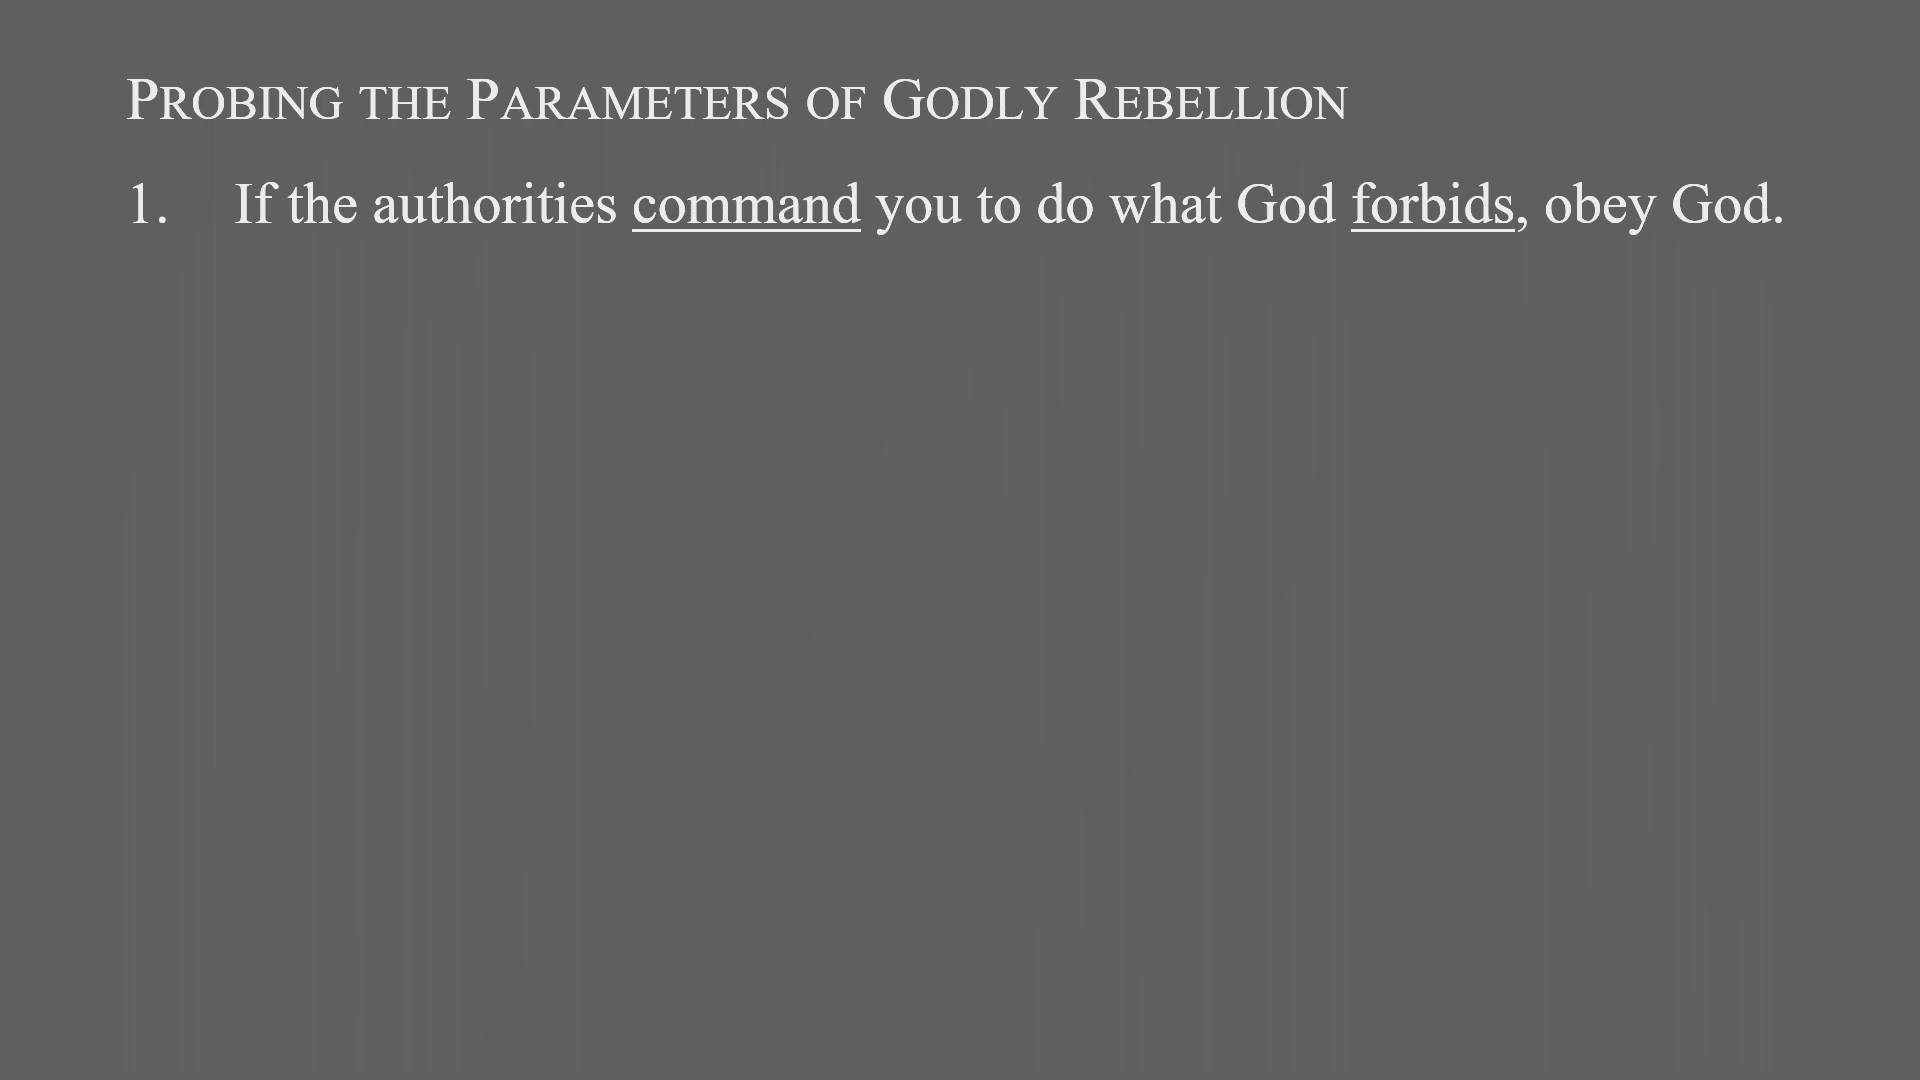 Probing the Parameters of Godly Rebellion
1. If the authorities command you to do what God forbids, obey God.